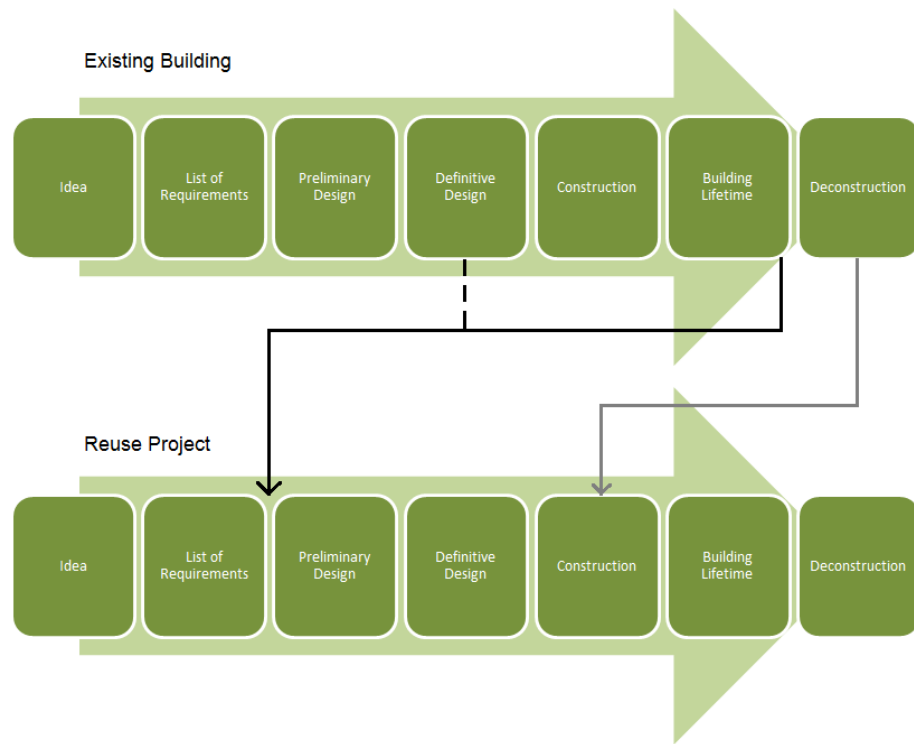 Existing Building
Idea
List of
Requirements
Preliminary
Design
Definitive
Design
Construction
Building
Lifetime
Deconstruction
Reuse Project
Idea
List of
Requirements
Preliminary
Design
Definitive
Design
Construction
Building
Lifetime
Deconstruction